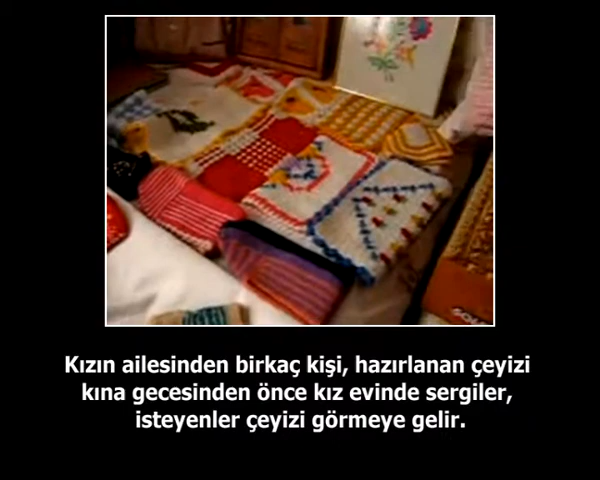 Kızın ailesinden birkaç kişi, hazırlanan çeyizi
kına gecesinden önce kız evinde sergiler,
isteyenler çeyizi görmeye gelir.